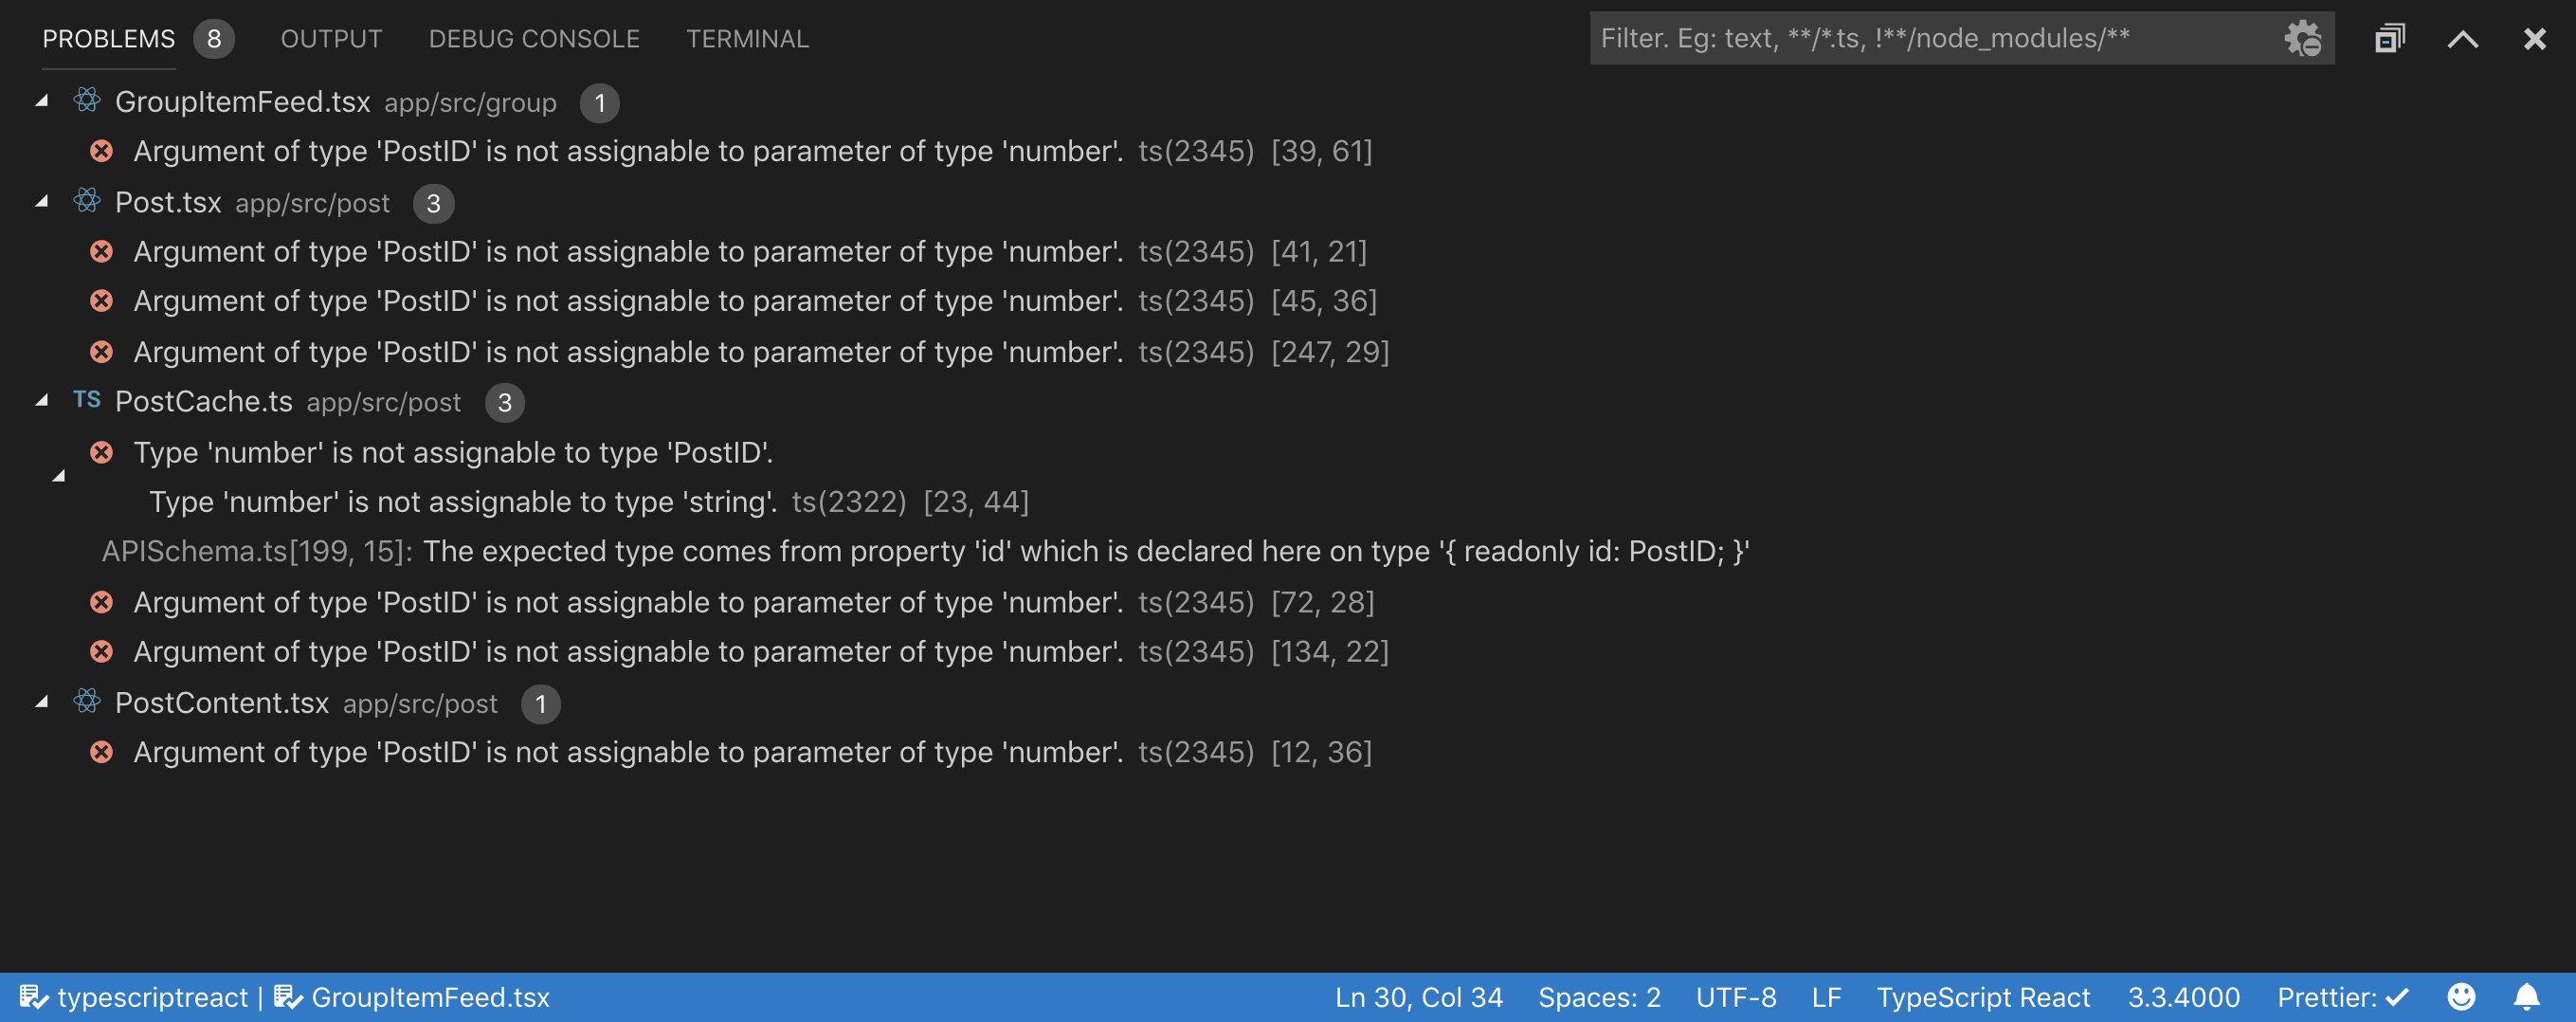 PROBLEMS 8 OUTPUT DEBUG CONSOLE TERMINAL Filter. Eg: text, **/*.ts, !**/node_modules/**
GroupItemFeed.tsx app/src/group 1
Argument of type 'PostID' is not assignable to parameter of type 'number'. ts(2345) [39, 61]
Post.tsx app/src/post 3
Argument of type 'PostID' is not assignable to parameter of type 'number'. ts(2345) [41, 21]
Argument of type 'PostID' is not assignable to parameter of type 'number'. ts(2345) [45, 36]
Argument of type 'PostID' is not assignable to parameter of type 'number'. ts(2345) [247, 29]
TS PostCache.ts app/src/post 3
Type 'number' is not assignable to type 'PostID'.
Type 'number' is not assignable to type 'string'. ts(2322) [23, 44]
APISchema.ts[199, 15]: The expected type comes from property 'id' which is declared here on type '{ readonly id: PostID; }'
Argument of type 'PostID' is not assignable to parameter of type 'number'. ts(2345) [72, 28]
Argument of type 'PostID' is not assignable to parameter of type 'number'. ts(2345) [134, 22]
PostContent.tsx app/src/post 1
Argument of type 'PostID' is not assignable to parameter of type 'number'. ts(2345) [12, 36]
typescriptreact | GroupItemFeed.tsx Ln 30, Col 34 Spaces: 2 UTF-8 LF TypeScript React 3.3.4000 Prettier: ✓